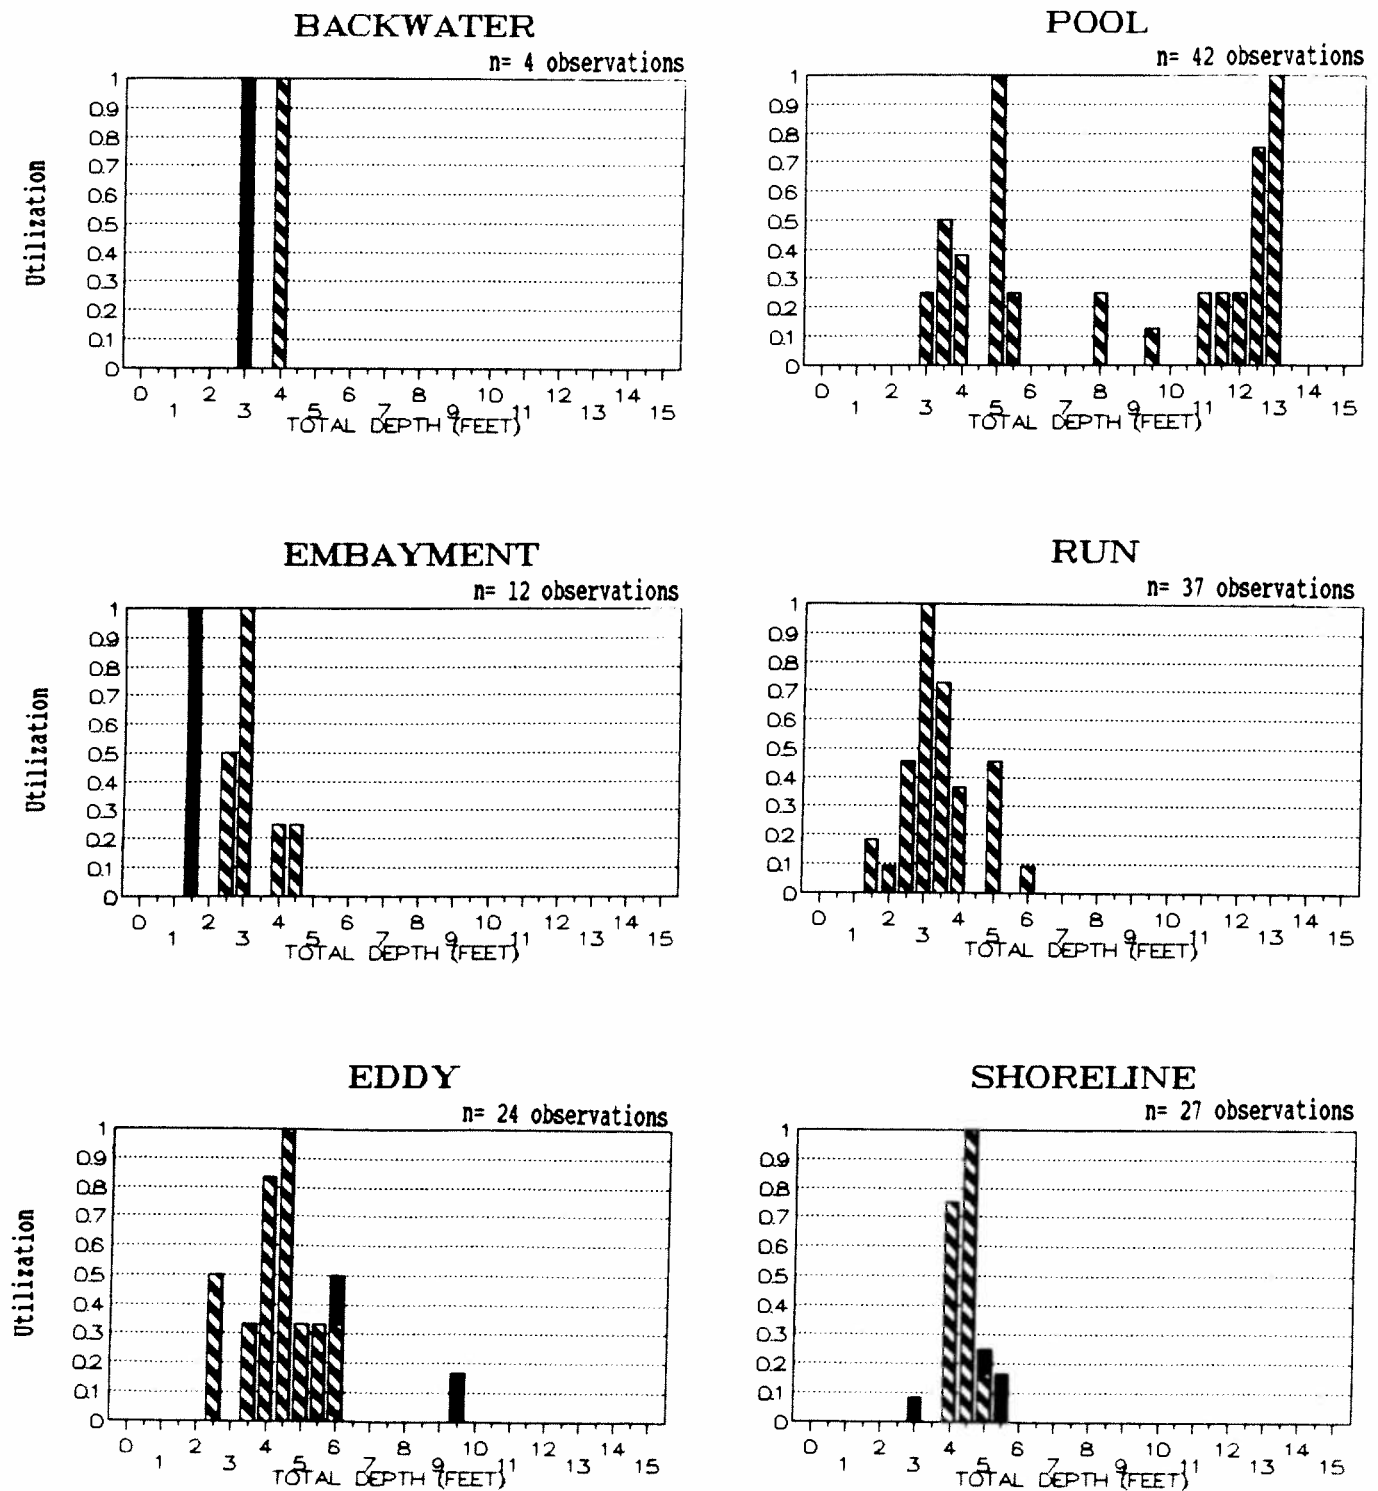 BACKWATER
n= 4 observations
Utilization
1
0.9
0.8
0.7
0.6
0.5
0.4
0.3
0.2
0.1
0
0 1 2 3 4 5 6 7 8 9 10 11 12 13 14 15
TOTAL DEPTH (FEET)
POOL
n= 42 observations
1
0.9
0.8
0.7
0.6
0.5
0.4
0.3
0.2
0.1
0
0 1 2 3 4 5 6 7 8 9 10 11 12 13 14 15
TOTAL DEPTH (FEET)
EMBAYMENT
n= 12 observations
Utilization
1
0.9
0.8
0.7
0.6
0.5
0.4
0.3
0.2
0.1
0
0 1 2 3 4 5 6 7 8 9 10 11 12 13 14 15
TOTAL DEPTH (FEET)
RUN
n= 37 observations
1
0.9
0.8
0.7
0.6
0.5
0.4
0.3
0.2
0.1
0
0 1 2 3 4 5 6 7 8 9 10 11 12 13 14 15
TOTAL DEPTH (FEET)
EDDY
n= 24 observations
Utilization
1
0.9
0.8
0.7
0.6
0.5
0.4
0.3
0.2
0.1
0
0 1 2 3 4 5 6 7 8 9 10 11 12 13 14 15
TOTAL DEPTH (FEET)
SHORELINE
n= 27 observations
1
0.9
0.8
0.7
0.6
0.5
0.4
0.3
0.2
0.1
0
0 1 2 3 4 5 6 7 8 9 10 11 12 13 14 15
TOTAL DEPTH (FEET)